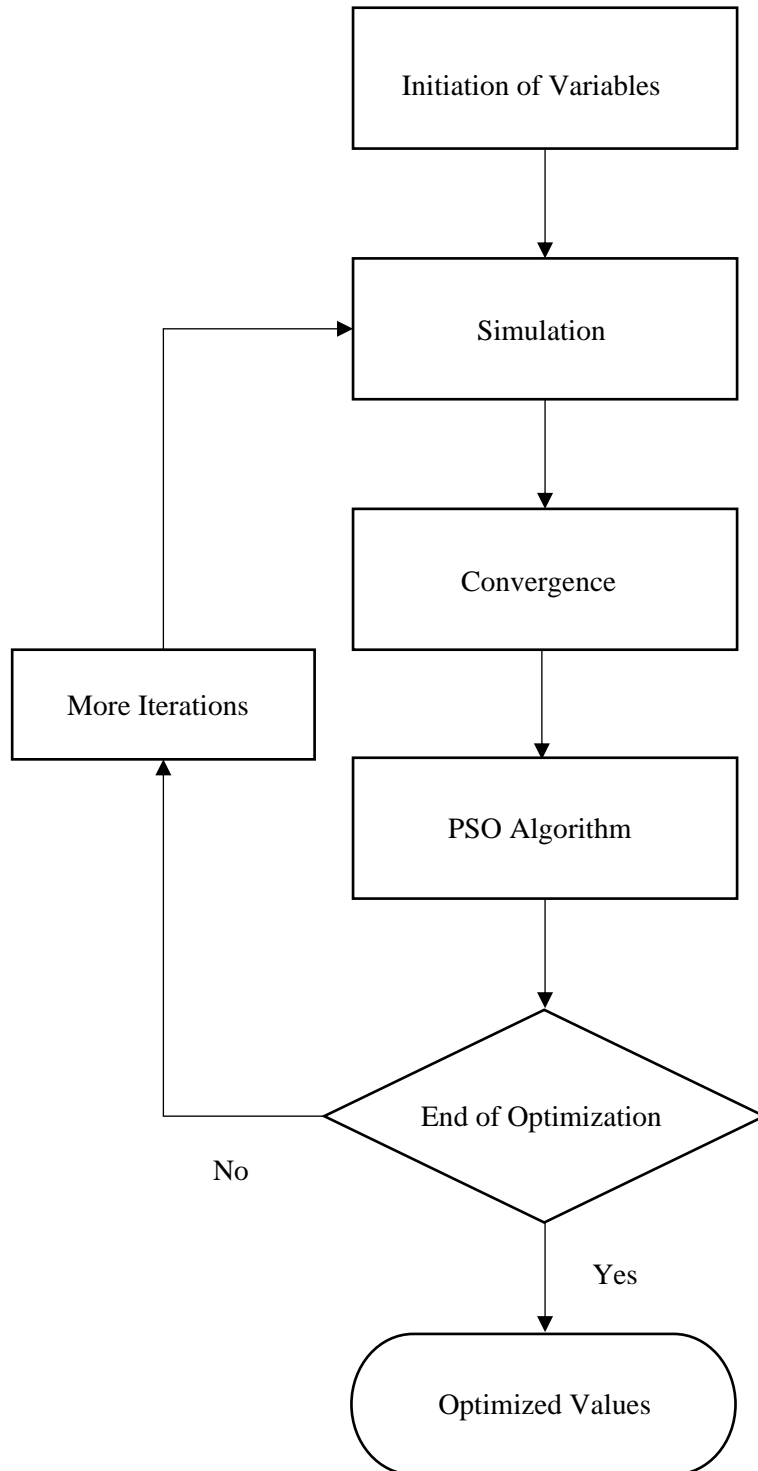 Initiation of Variables
Simulation
Convergence
More Iterations
PSO Algorithm
End of Optimization
No
Yes
Optimized Values